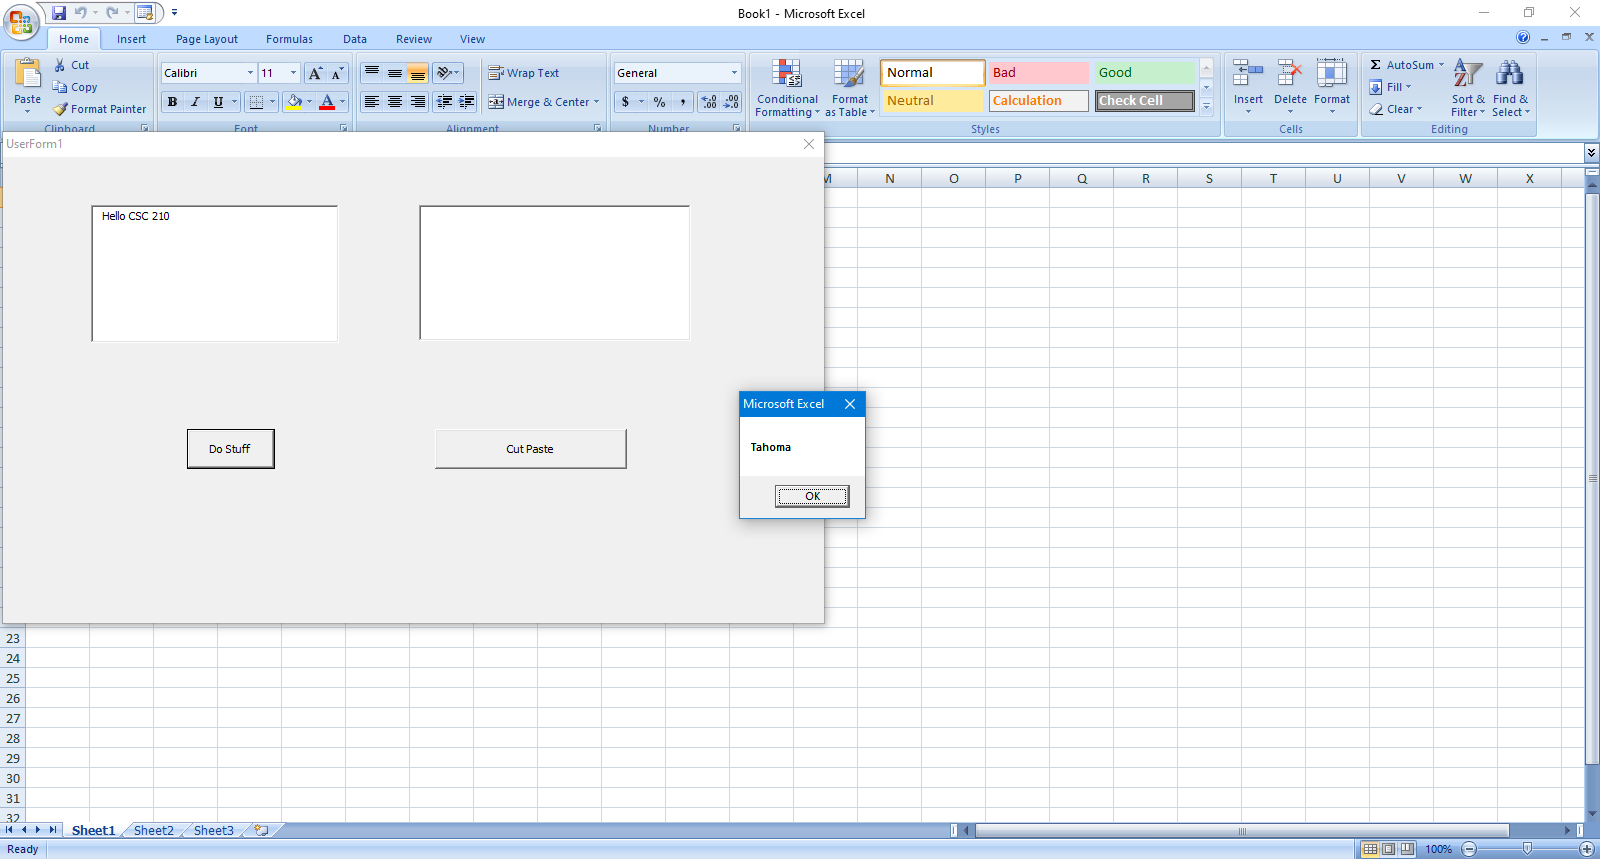 Book1 - Microsoft Excel
Home Insert Page Layout Formulas Data Review View
Paste
Cut
Copy
Format Painter
Clipboard
Calibri 11
B I U
Font
Wrap Text
Merge & Center
Alignment
General
$ % ,
Number
Conditional Formatting
Format as Table
Normal Bad Good
Neutral Calculation Check Cell
Styles
Insert Delete Format
Cells
Σ AutoSum
Fill
Clear
Sort & Filter
Find & Select
Editing
UserForm1
Hello CSC 210
Do Stuff
Cut Paste
Microsoft Excel
Tahoma
OK
M N O P Q R S T U V W X
23
24
25
26
27
28
29
30
31
32
Sheet1 Sheet2 Sheet3
Ready
100%